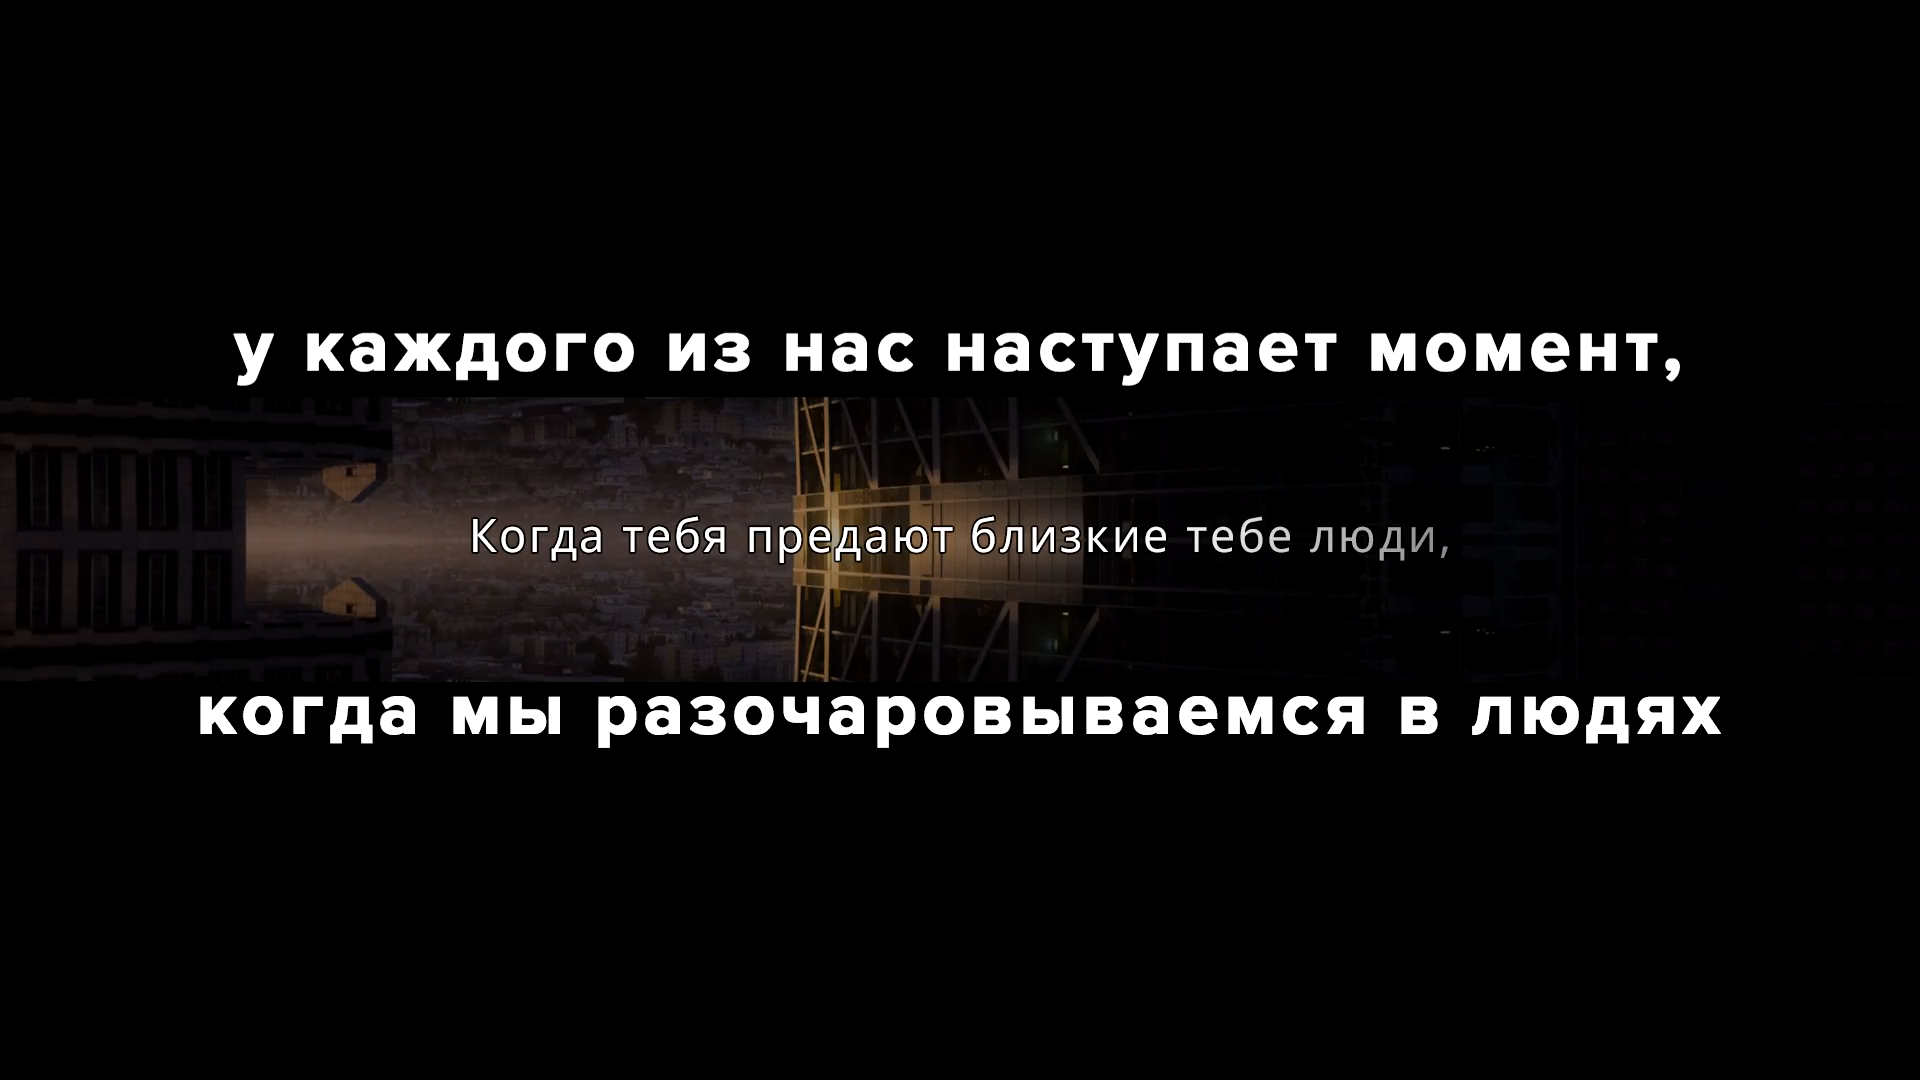 у каждого из нас наступает момент,
Когда тебя предают близкие тебе люди,
когда мы разочаровываемся в людях